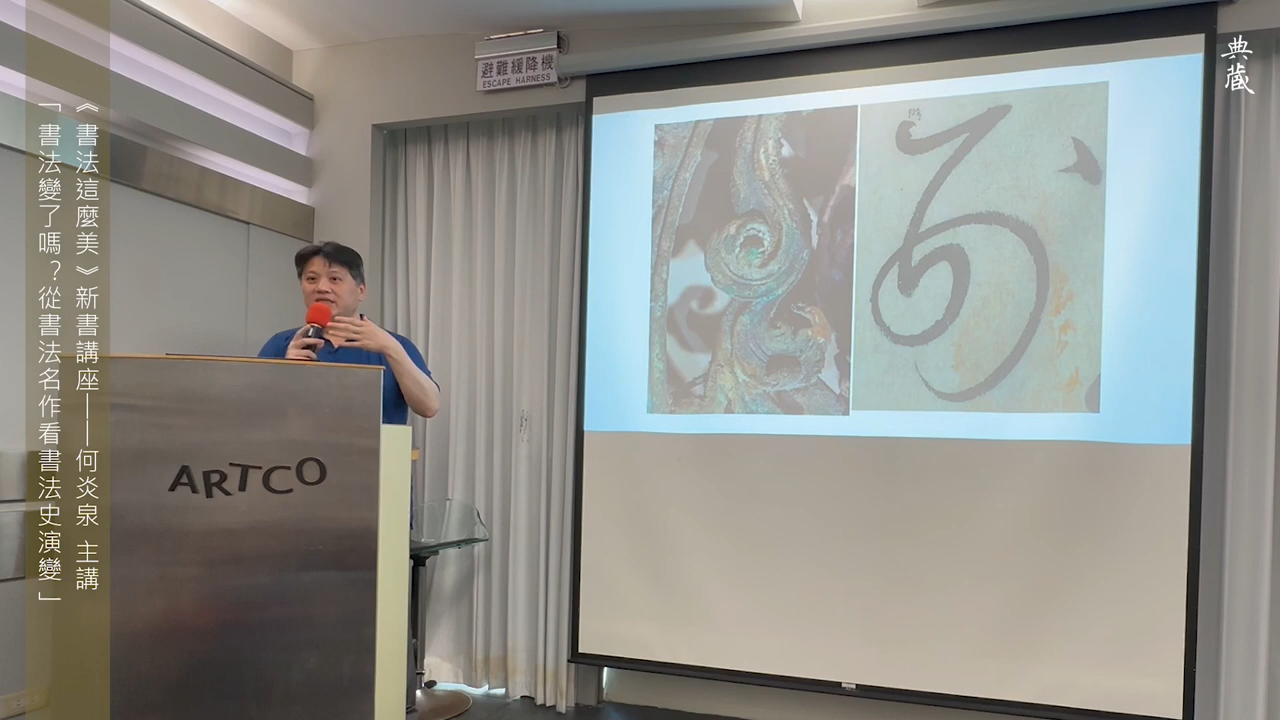 《書法這麼美》新書講座——何炎泉 主講
「書法變了嗎？從書法名作看書法史演變」
避難緩降機
ESCAPE HARNESS
典藏
ARTCO